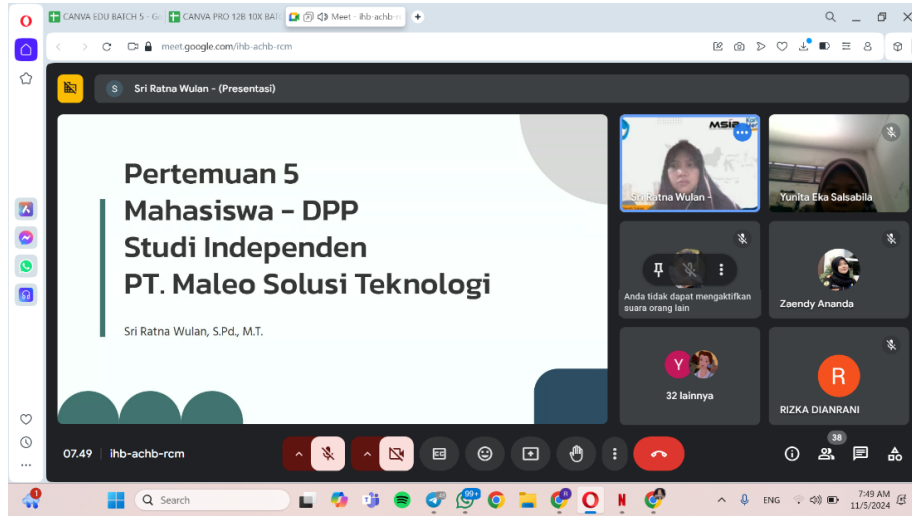 CANVA EDU BATCH 5 - Go
CANVA PRO 12B 10X BAT
Meet - ihb-achb-r
meet.google.com/ihb-achb-rcm
S
Sri Ratna Wulan - (Presentasi)
Pertemuan 5
Mahasiswa – DPP
Studi Independen
PT. Maleo Solusi Teknologi
Sri Ratna Wulan, S.Pd., M.T.
MSIB
Sri Ratna Wulan -
Yunita Eka Salsabila
Anda tidak dapat mengaktifkan
suara orang lain
Zaendy Ananda
Y
32 lainnya
R
RIZKA DIANRANI
07.49
ihb-achb-rcm
38
Search
99+
ENG
7:49 AM
11/5/2024